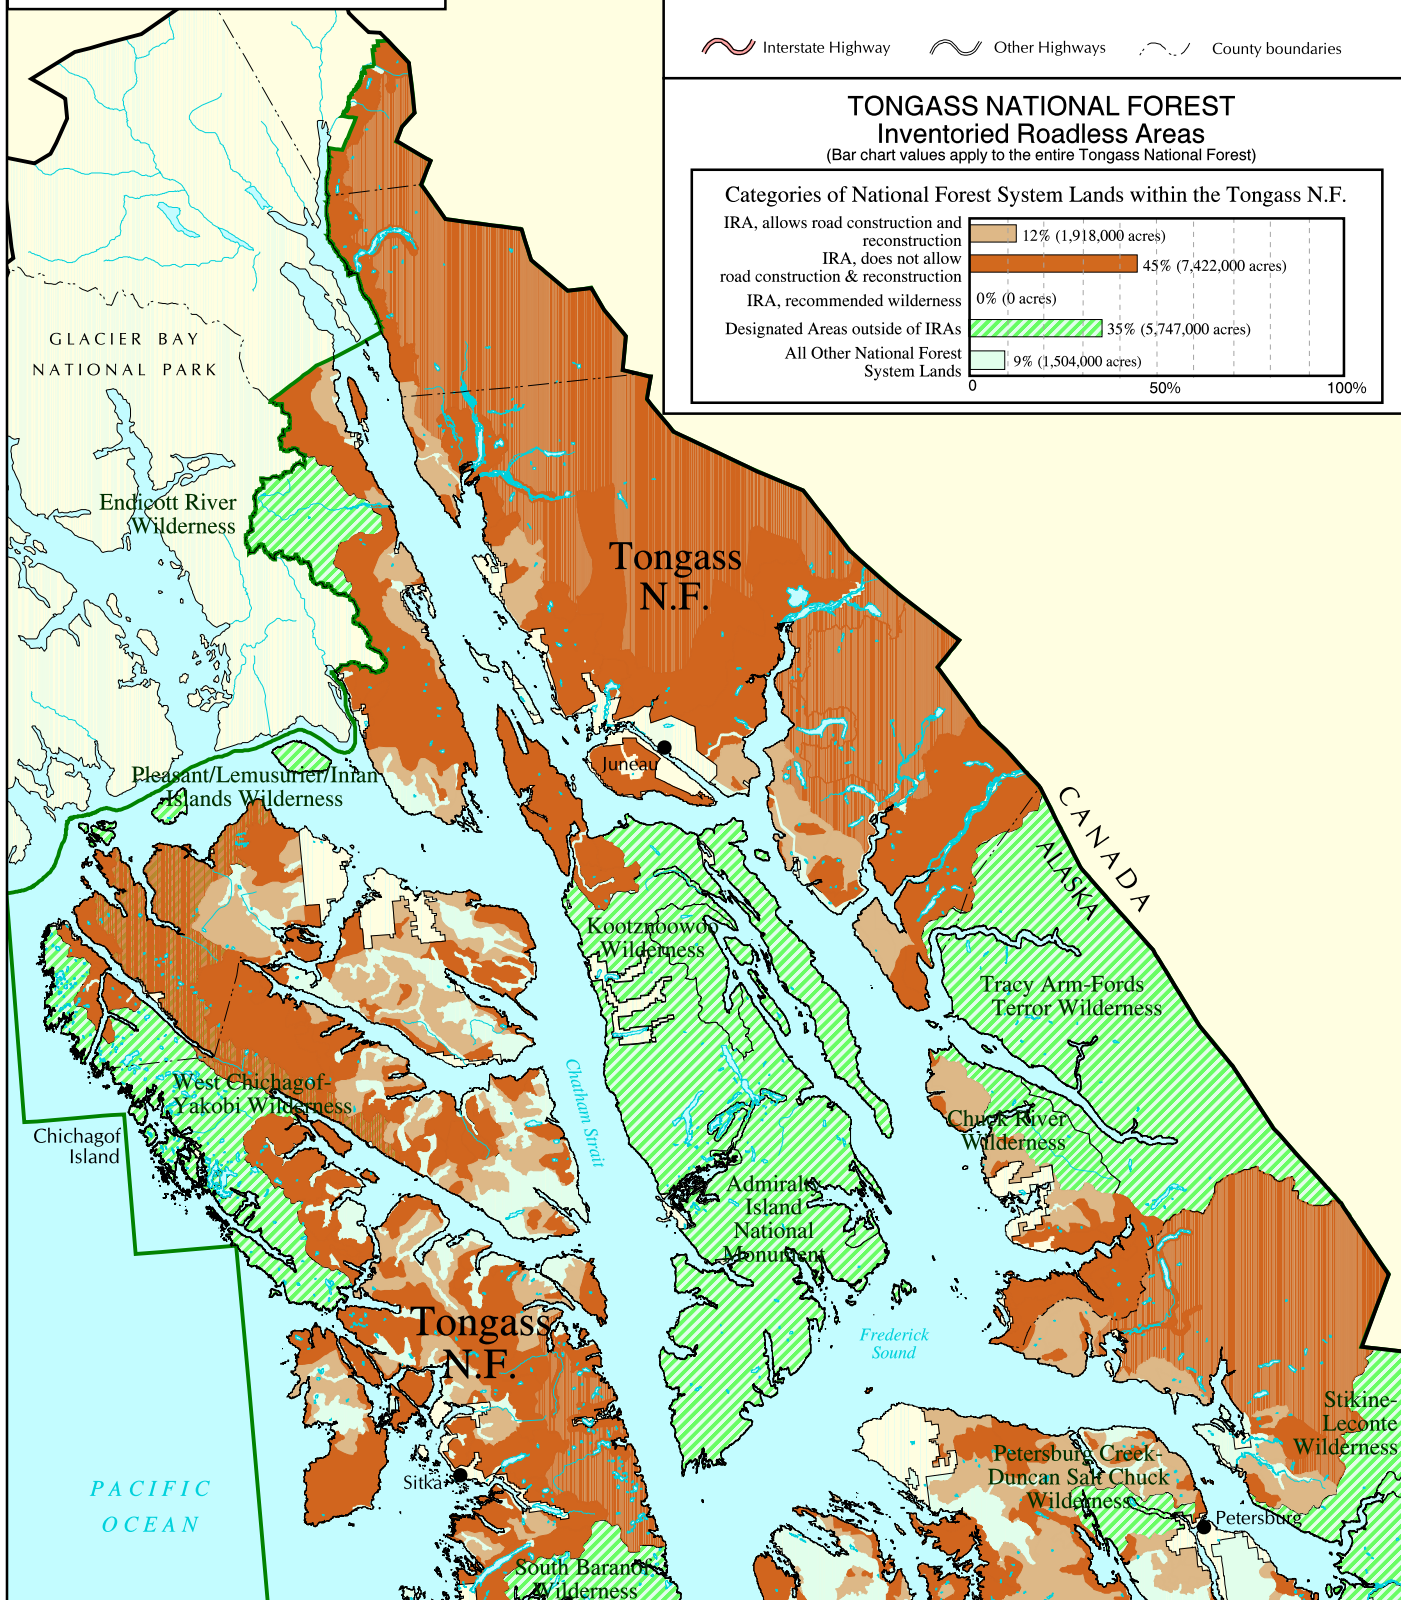 Interstate Highway
Other Highways
County boundaries
TONGASS NATIONAL FOREST
Inventoried Roadless Areas
(Bar chart values apply to the entire Tongass National Forest)
Categories of National Forest System Lands within the Tongass N.F.
IRA, allows road construction and
reconstruction
12% (1,918,000 acres)
IRA, does not allow
road construction & reconstruction
45% (7,422,000 acres)
IRA, recommended wilderness
0% (0 acres)
Designated Areas outside of IRAs
35% (5,747,000 acres)
All Other National Forest
System Lands
9% (1,504,000 acres)
0
50%
100%
GLACIER BAY
NATIONAL PARK
Endicott River
Wilderness
Tongass
N.F.
Juneau
Pleasant/Lemusurier/Inian
Islands Wilderness
CANADA
ALASKA
Kootznoowoo
Wilderness
Tracy Arm-Fords
Terror Wilderness
Chatham Strait
West Chichagof-
Yakobi Wilderness
Chuck River
Wilderness
Chichagof
Island
Admiralty
Island
National
Monument
Tongass
N.F.
Frederick
Sound
Stikine-
Leconte
Wilderness
Petersburg Creek-
Duncan Salt Chuck
Wilderness
Sitka
PACIFIC
OCEAN
Petersburg
South Baranof
Wilderness